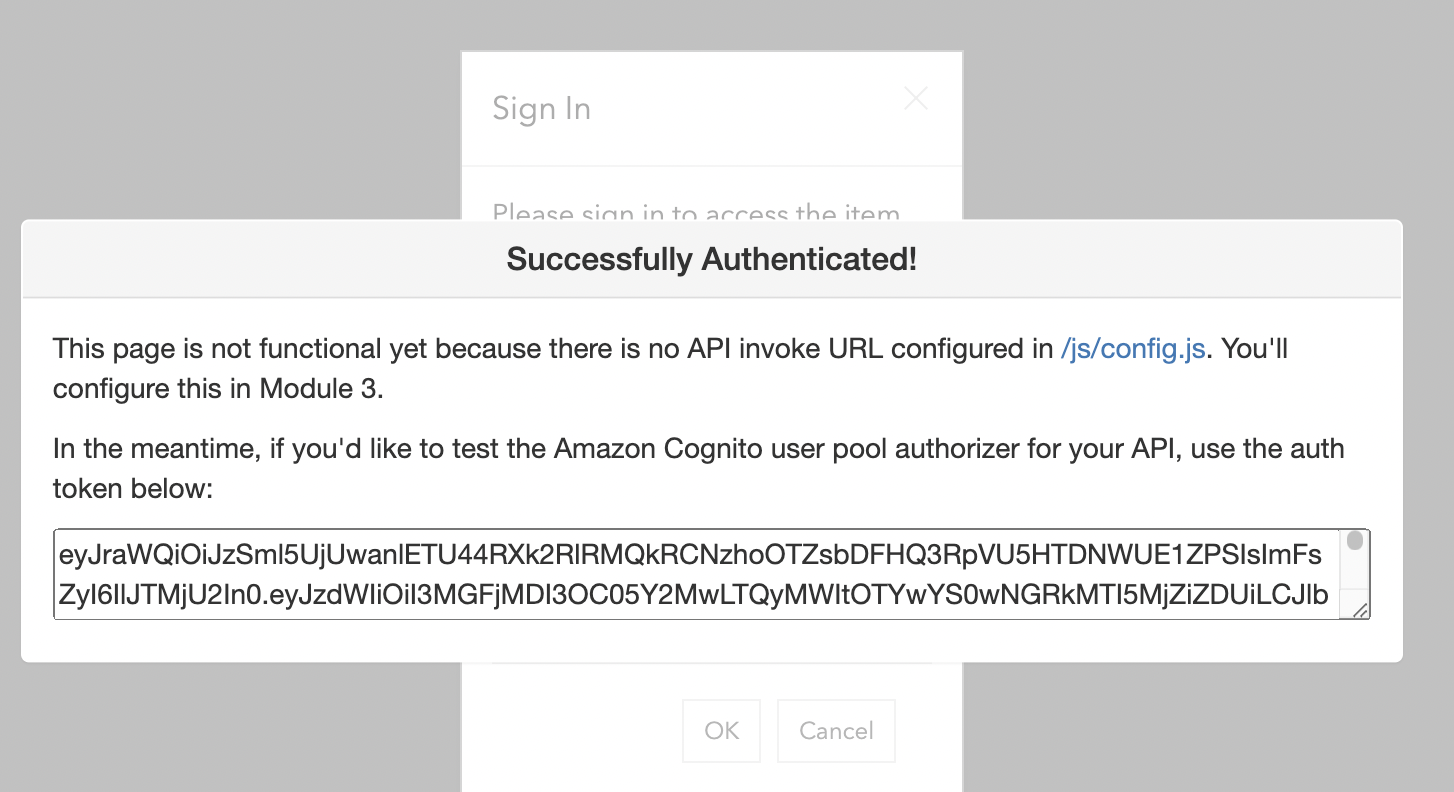 Sign In
Please sign in to access the item
Successfully Authenticated!
This page is not functional yet because there is no API invoke URL configured in /js/config.js. You'll
configure this in Module 3.
In the meantime, if you'd like to test the Amazon Cognito user pool authorizer for your API, use the auth
token below:
eyJraWQiOiJzSml5UjUwanlETU44RXk2RlRMQkRCNzhoOTZsbDFHQ3RpVU5HTDNWUE1ZPSIsImFs
ZyI6IlJTMjU2In0.eyJzdWIiOiI3MGFjMDI3OC05Y2MwLTQyMWItOTYwYS0wNGRkMTI5MjZiZDUiLCJlb
OK
Cancel